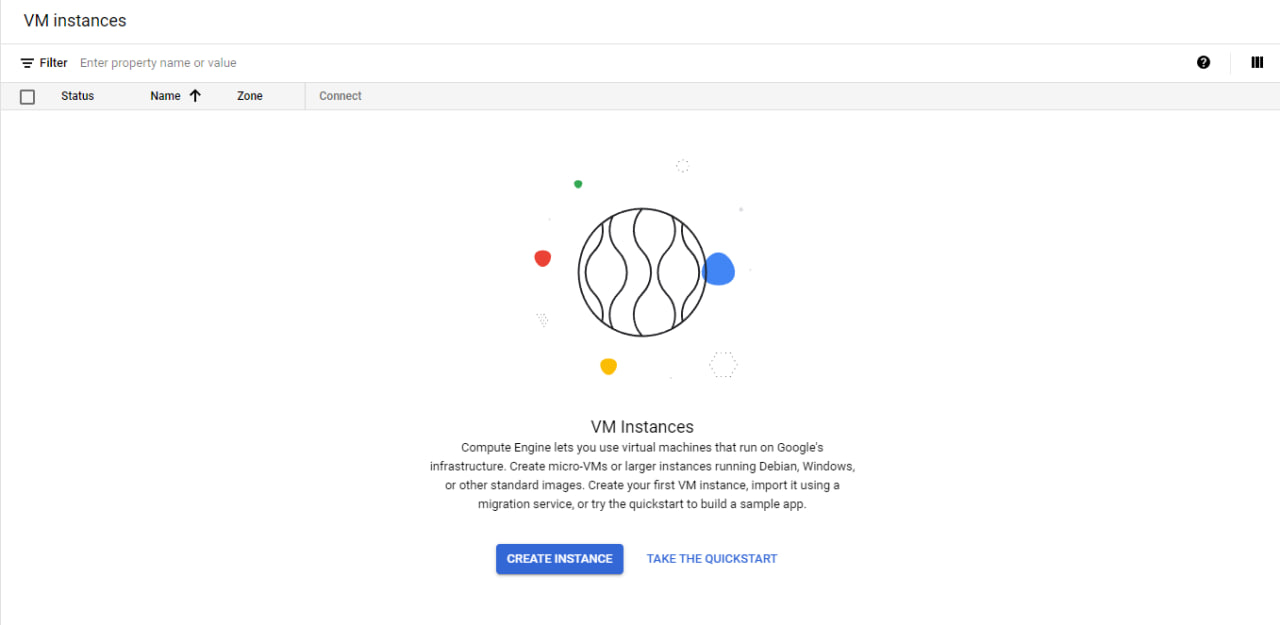 VM instances
Filter Enter property name or value
Status Name Zone Connect
VM Instances
Compute Engine lets you use virtual machines that run on Google's
infrastructure. Create micro-VMs or larger instances running Debian, Windows,
or other standard images. Create your first VM instance, import it using a
migration service, or try the quickstart to build a sample app.
CREATE INSTANCE TAKE THE QUICKSTART